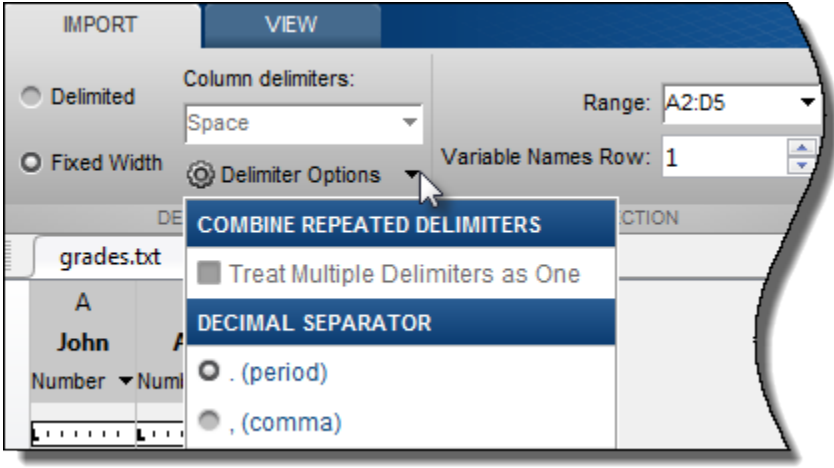 IMPORT VIEW
Column delimiters:
Delimited
Range: A2:D5
Space
Fixed Width
Variable Names Row: 1
Delimiter Options
COMBINE REPEATED DELIMITERS
grades.txt
Treat Multiple Delimiters as One
A
DECIMAL SEPARATOR
John
Number
. (period)
, (comma)